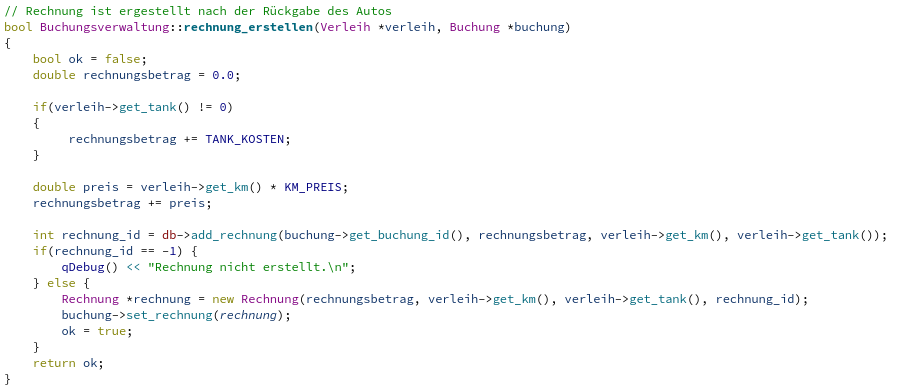 // Rechnung ist ergestellt nach der Rückgabe des Autos
bool Buchungsverwaltung::rechnung_erstellen(Verleih *verleih, Buchung *buchung)
{
    bool ok = false;
    double rechnungsbetrag = 0.0;

    if(verleih->get_tank() != 0)
    {
         rechnungsbetrag += TANK_KOSTEN;
    }

    double preis = verleih->get_km() * KM_PREIS;
    rechnungsbetrag += preis;

    int rechnung_id = db->add_rechnung(buchung->get_buchung_id(), rechnungsbetrag, verleih->get_km(), verleih->get_tank());
    if(rechnung_id == -1) {
        qDebug() << "Rechnung nicht erstellt.\n";
    } else {
        Rechnung *rechnung = new Rechnung(rechnungsbetrag, verleih->get_km(), verleih->get_tank(), rechnung_id);
        buchung->set_rechnung(rechnung);
        ok = true;
    }
    return ok;
}